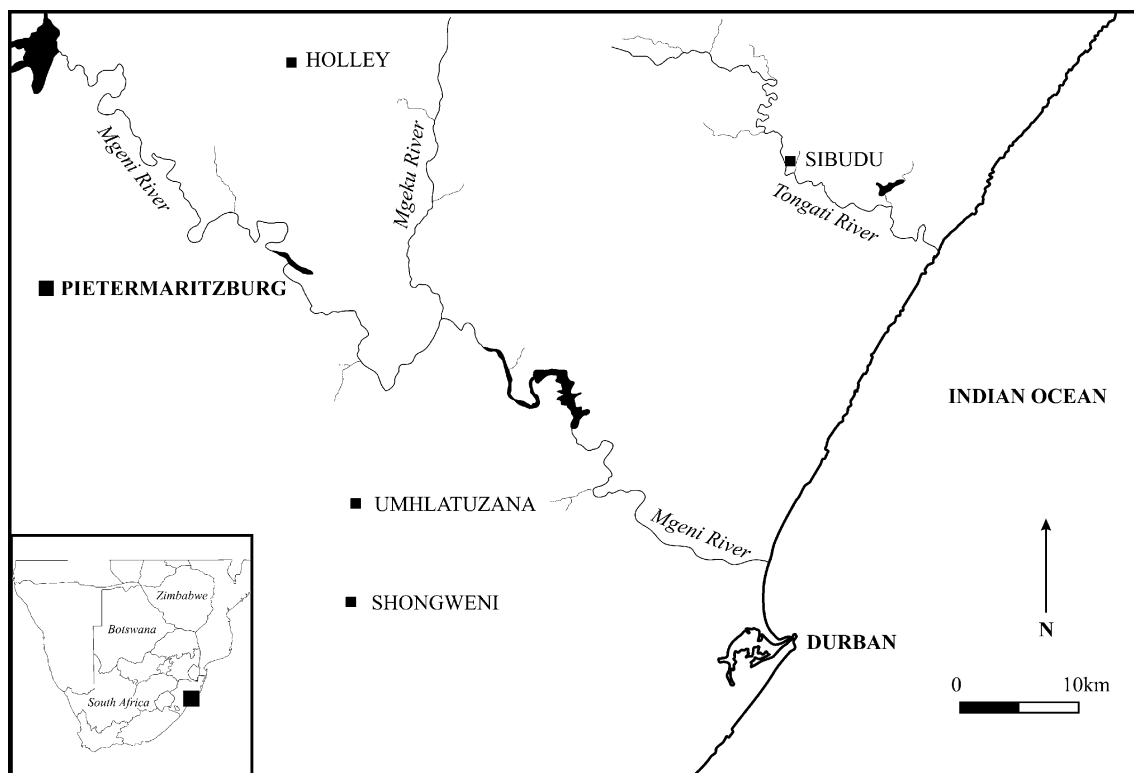 HOLLEY
Mgeni River
Mgeku River
SIBUDU
Tongati River
PIETERMARITZBURG
INDIAN OCEAN
UMHLATUZANA
Mgeni River
SHONGWENI
DURBAN
N
0 10km
Zimbabwe
Botswana
South Africa